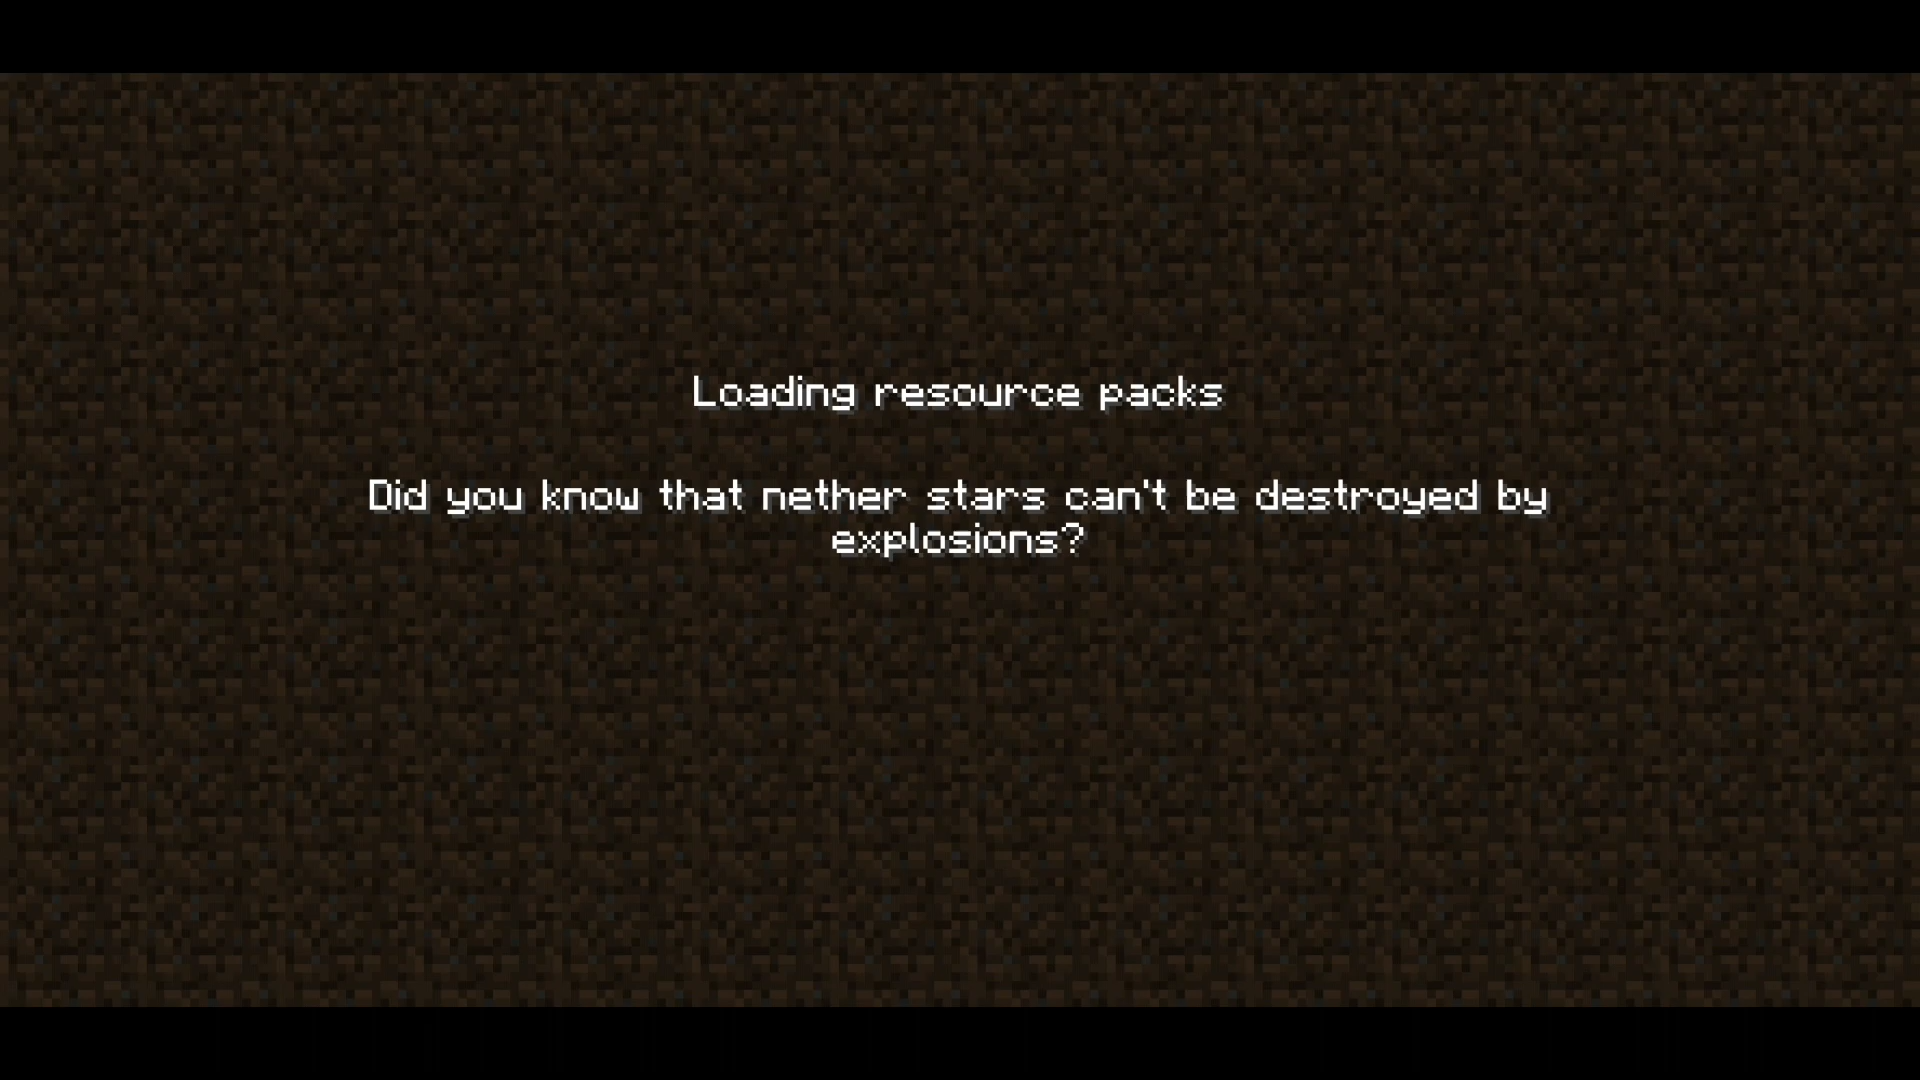 Loading resource packs
Did you know that nether stars can't be destroyed by
explosions?